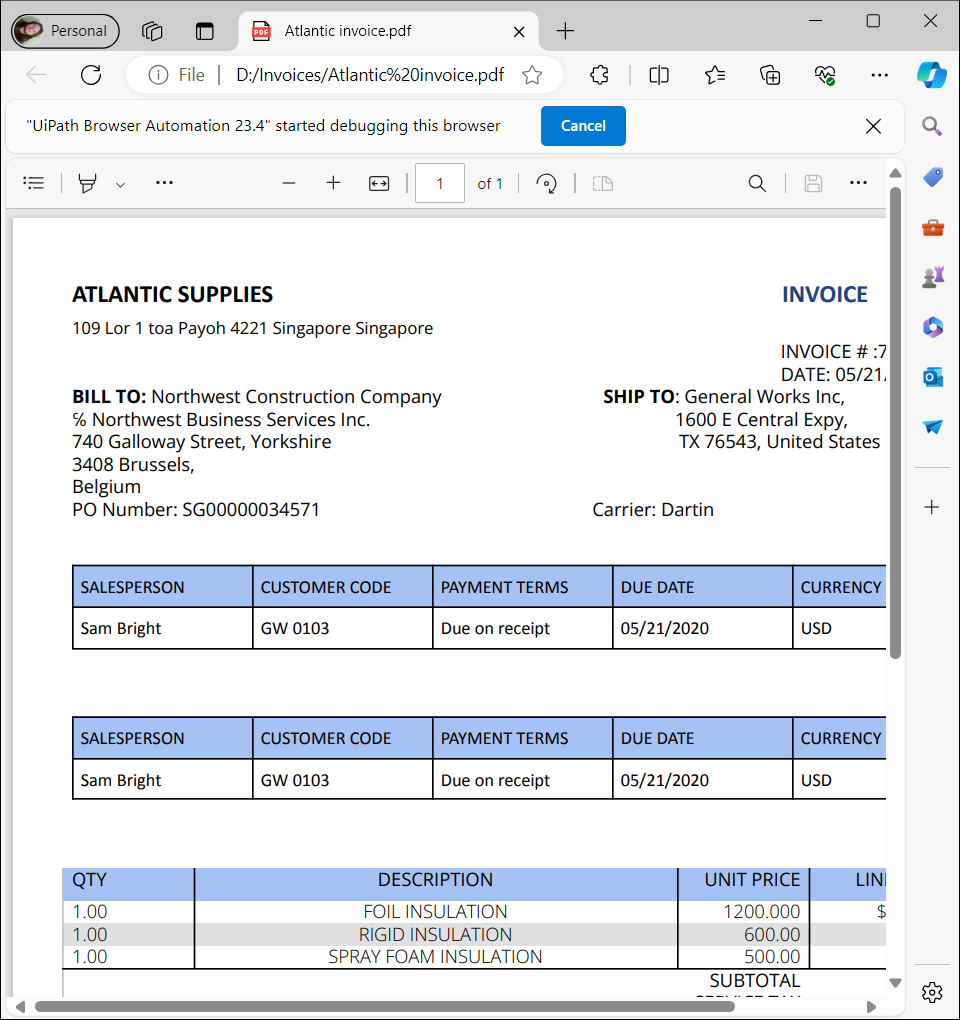 Personal
Atlantic invoice.pdf
File
D:/Invoices/Atlantic%20invoice.pdf
"UiPath Browser Automation 23.4" started debugging this browser
Cancel
1 of 1
ATLANTIC SUPPLIES
INVOICE
109 Lor 1 toa Payoh 4221 Singapore Singapore
INVOICE # :7
DATE: 05/21/
BILL TO: Northwest Construction Company
SHIP TO: General Works Inc,
℅ Northwest Business Services Inc.
1600 E Central Expy,
740 Galloway Street, Yorkshire
TX 76543, United States
3408 Brussels,
Belgium
PO Number: SG00000034571
Carrier: Dartin
SALESPERSON CUSTOMER CODE PAYMENT TERMS DUE DATE CURRENCY
Sam Bright GW 0103 Due on receipt 05/21/2020 USD
SALESPERSON CUSTOMER CODE PAYMENT TERMS DUE DATE CURRENCY
Sam Bright GW 0103 Due on receipt 05/21/2020 USD
QTY DESCRIPTION UNIT PRICE LIN
1.00 FOIL INSULATION 1200.000 $
1.00 RIGID INSULATION 600.00
1.00 SPRAY FOAM INSULATION 500.00
SUBTOTAL